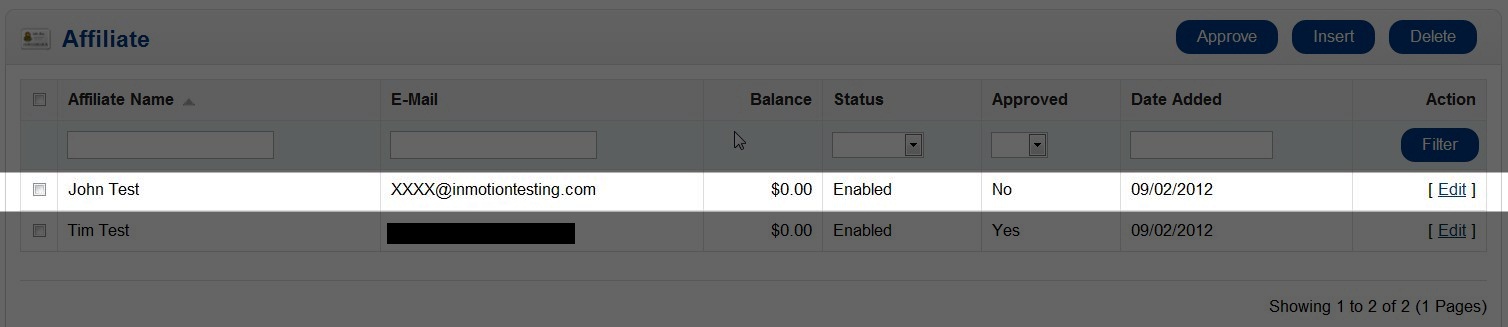 Affiliate
Approve Insert Delete
Affiliate Name E-Mail Balance Status Approved Date Added Action
Filter
John Test XXXX@inmotiontesting.com $0.00 Enabled No 09/02/2012 [ Edit ]
Tim Test $0.00 Enabled Yes 09/02/2012 [ Edit ]
Showing 1 to 2 of 2 (1 Pages)